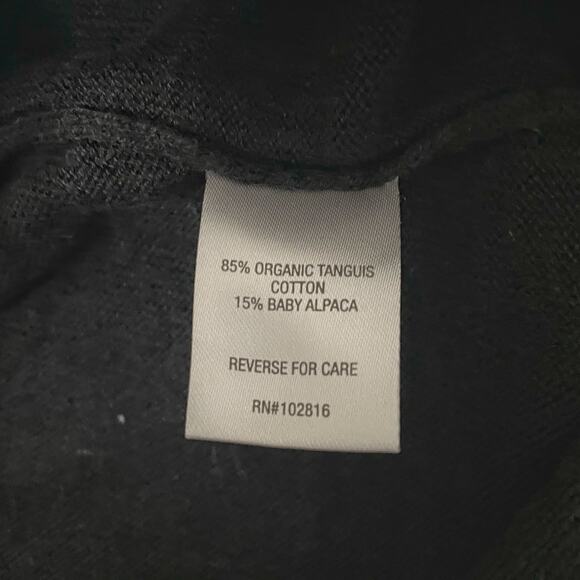 85% ORGANIC TANGUIS
COTTON
15% BABY ALPACA
REVERSE FOR CARE
RN#102816